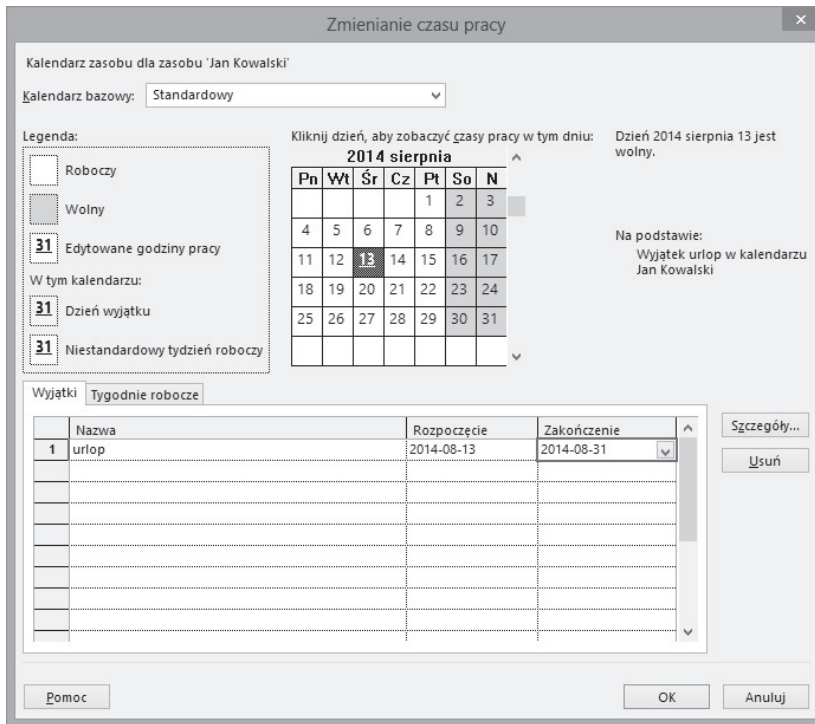 Zmienianie czasu pracy
Kalendarz zasobu dla zasobu 'Jan Kowalski'
Kalendarz bazowy: Standardowy
Legenda:
Roboczy
Wolny
31 Edytowane godziny pracy
W tym kalendarzu:
31 Dzień wyjątku
31 Niestandardowy tydzień roboczy
Kliknij dzień, aby zobaczyć czasy pracy w tym dniu:
2014 sierpnia
Pn Wt Śr Cz Pt So N
1 2 3
4 5 6 7 8 9 10
11 12 13 14 15 16 17
18 19 20 21 22 23 24
25 26 27 28 29 30 31
Dzień 2014 sierpnia 13 jest
wolny.
Na podstawie:
Wyjątek urlop w kalendarzu
Jan Kowalski
Wyjątki Tygodnie robocze
Nazwa Rozpoczęcie Zakończenie
1 urlop 2014-08-13 2014-08-31
Szczegóły...
Usuń
Pomoc OK Anuluj